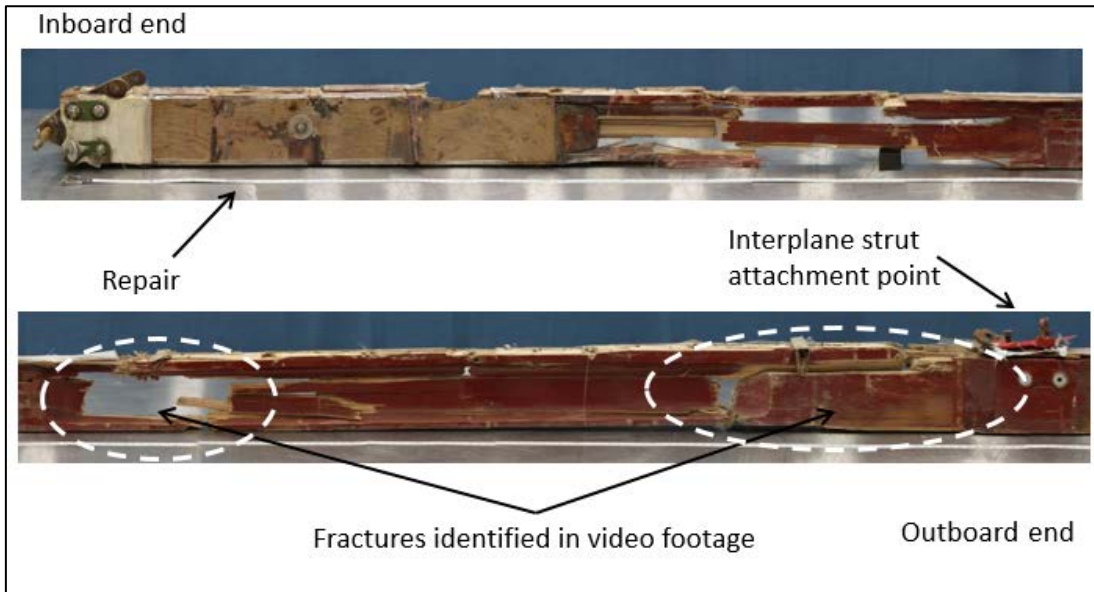 Inboard end
Repair
Interplane strut
attachment point
Fractures identified in video footage
Outboard end